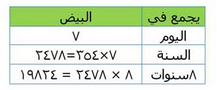 يجمع في البيض
اليوم ٧
السنة ٧×٣٥٤=٢٤٧٨
٨سنوات ٨ × ٢٤٧٨ = ١٩٨٢٤